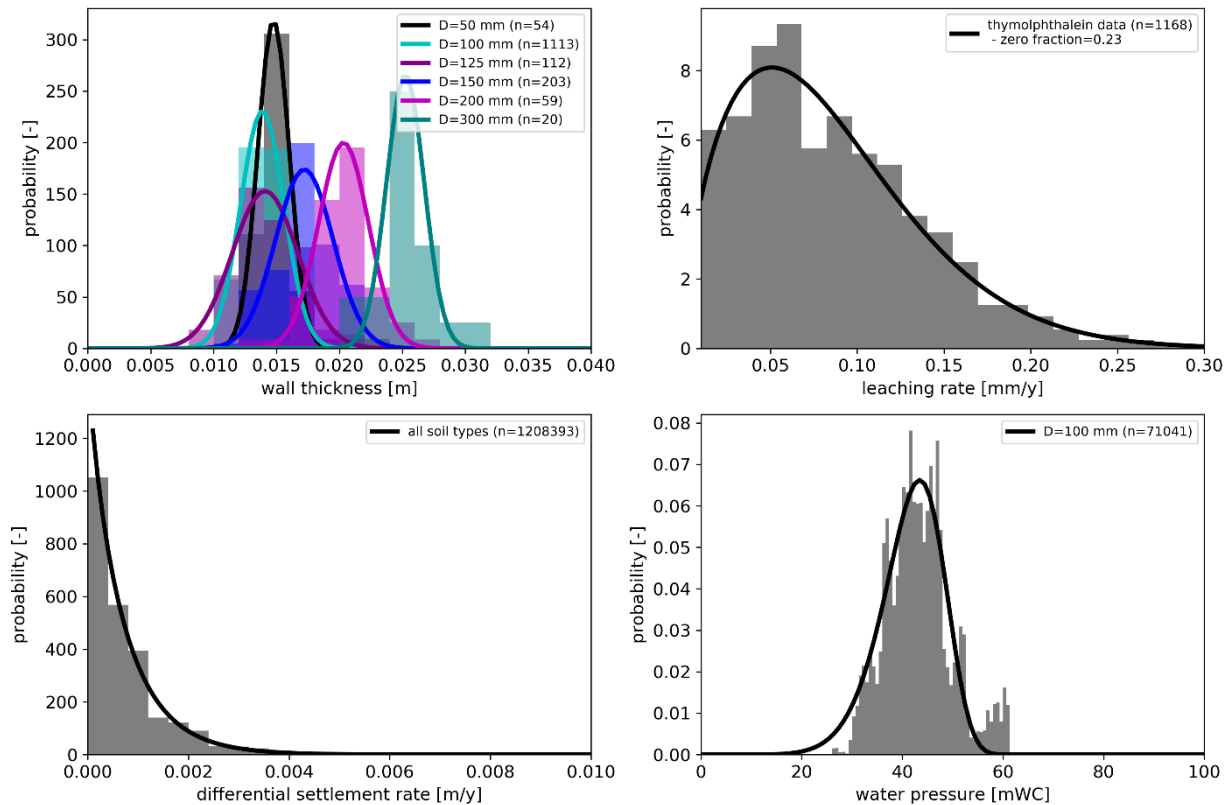 probability [-]
300
250
200
150
100
50
0
D=50 mm (n=54)
D=100 mm (n=1113)
D=125 mm (n=112)
D=150 mm (n=203)
D=200 mm (n=59)
D=300 mm (n=20)
0.000 0.005 0.010 0.015 0.020 0.025 0.030 0.035 0.040
wall thickness [m]
probability [-]
8
6
4
2
0
thymolphthalein data (n=1168)
- zero fraction=0.23
0.05 0.10 0.15 0.20 0.25 0.30
leaching rate [mm/y]
probability [-]
1200
1000
800
600
400
200
0
all soil types (n=1208393)
0.000 0.002 0.004 0.006 0.008 0.010
differential settlement rate [m/y]
probability [-]
0.08
0.07
0.06
0.05
0.04
0.03
0.02
0.01
0.00
D=100 mm (n=71041)
0 20 40 60 80 100
water pressure [mWC]